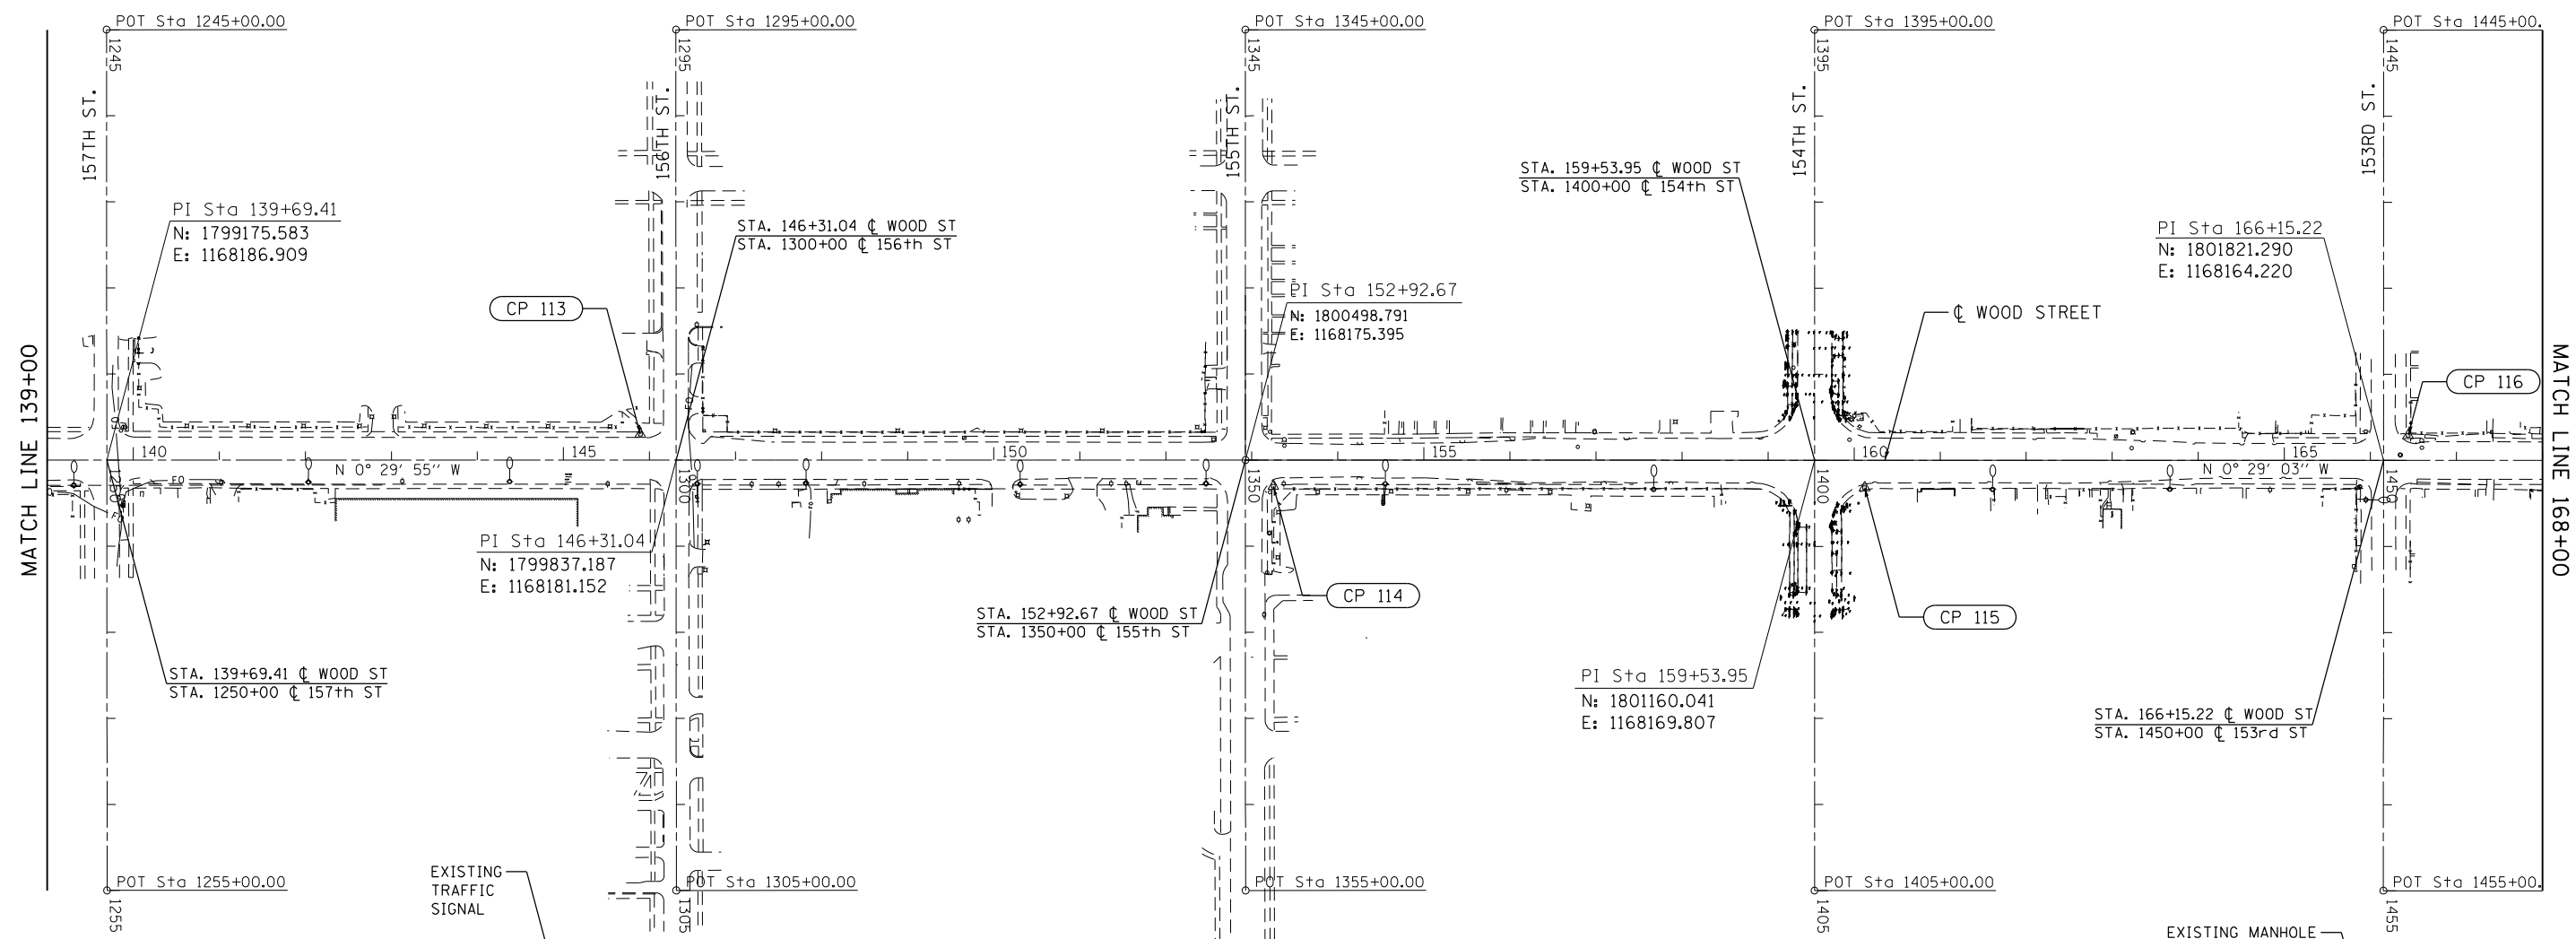 POT Sta 1245+00.00
POT Sta 1295+00.00
POT Sta 1345+00.00
POT Sta 1395+00.00
POT Sta 1445+00.
1245
1295
1345
1395
1445
157TH ST.
156TH ST.
155TH ST.
154TH ST.
153RD ST.
PI Sta 139+69.41
N: 1799175.583
E: 1168186.909
STA. 146+31.04 ℄ WOOD ST
STA. 1300+00 ℄ 156th ST
CP 113
PI Sta 152+92.67
N: 1800498.791
E: 1168175.395
STA. 159+53.95 ℄ WOOD ST
STA. 1400+00 ℄ 154th ST
℄ WOOD STREET
PI Sta 166+15.22
N: 1801821.290
E: 1168164.220
CP 116
MATCH LINE 139+00
MATCH LINE 168+00
140
145
150
155
160
165
N 0° 29' 55'' W
N 0° 29' 03'' W
FO
1250
1300
1350
1400
1450
PI Sta 146+31.04
N: 1799837.187
E: 1168181.152
CP 114
CP 115
STA. 152+92.67 ℄ WOOD ST
STA. 1350+00 ℄ 155th ST
STA. 139+69.41 ℄ WOOD ST
STA. 1250+00 ℄ 157th ST
PI Sta 159+53.95
N: 1801160.041
E: 1168169.807
STA. 166+15.22 ℄ WOOD ST
STA. 1450+00 ℄ 153rd ST
POT Sta 1255+00.00
POT Sta 1305+00.00
POT Sta 1355+00.00
POT Sta 1405+00.00
POT Sta 1455+00.
1255
1305
1405
1455
EXISTING
TRAFFIC
SIGNAL
EXISTING MANHOLE